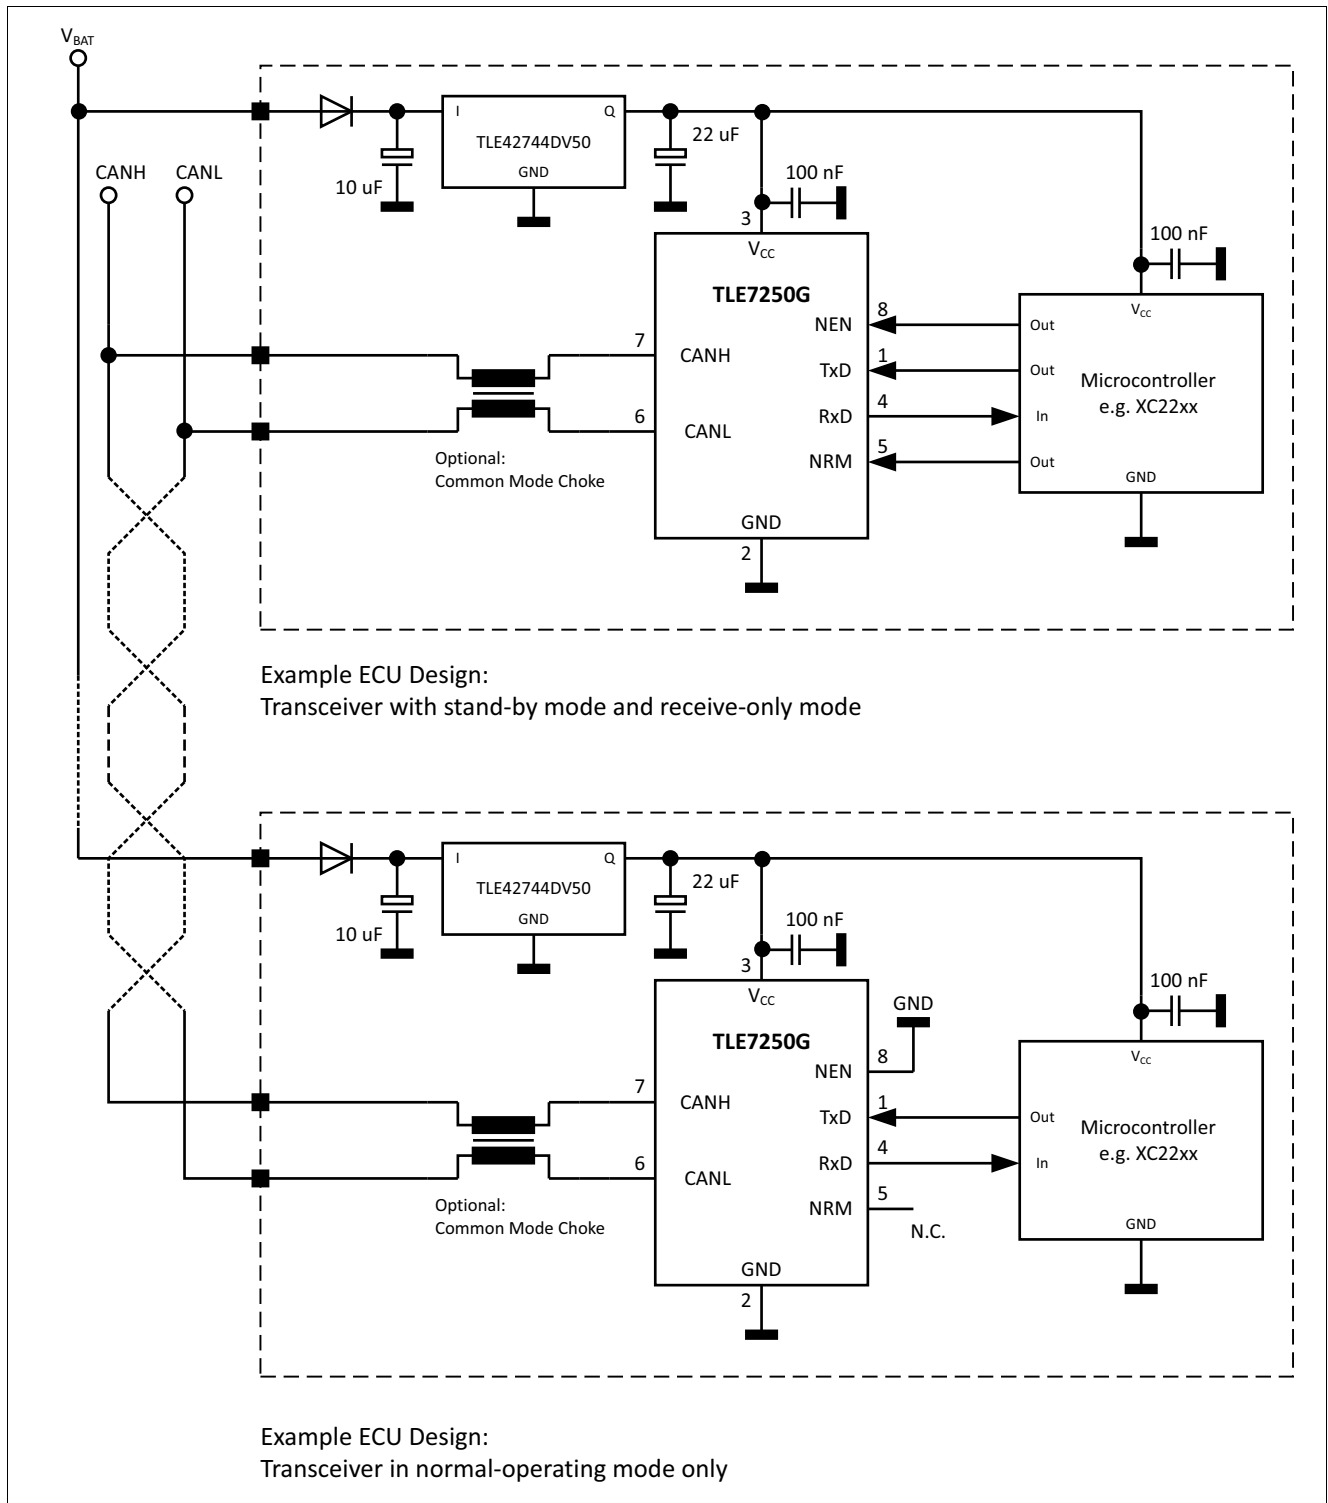 VBAT
CANH
CANL
I
Q
TLE42744DV50
GND
10 uF
22 uF
100 nF
3
VCC
TLE7250G
7
CANH
6
CANL
NEN
8
TxD
1
RxD
4
NRM
5
GND
2
Optional:
Common Mode Choke
100 nF
VCC
Out
Out
In
Out
Microcontroller
e.g. XC22xx
GND
Example ECU Design:
Transceiver with stand-by mode and receive-only mode
I
Q
TLE42744DV50
GND
10 uF
22 uF
100 nF
3
VCC
TLE7250G
7
CANH
6
CANL
GND
NEN
8
TxD
1
RxD
4
NRM
5
N.C.
GND
2
Optional:
Common Mode Choke
100 nF
VCC
Out
In
Microcontroller
e.g. XC22xx
GND
Example ECU Design:
Transceiver in normal-operating mode only